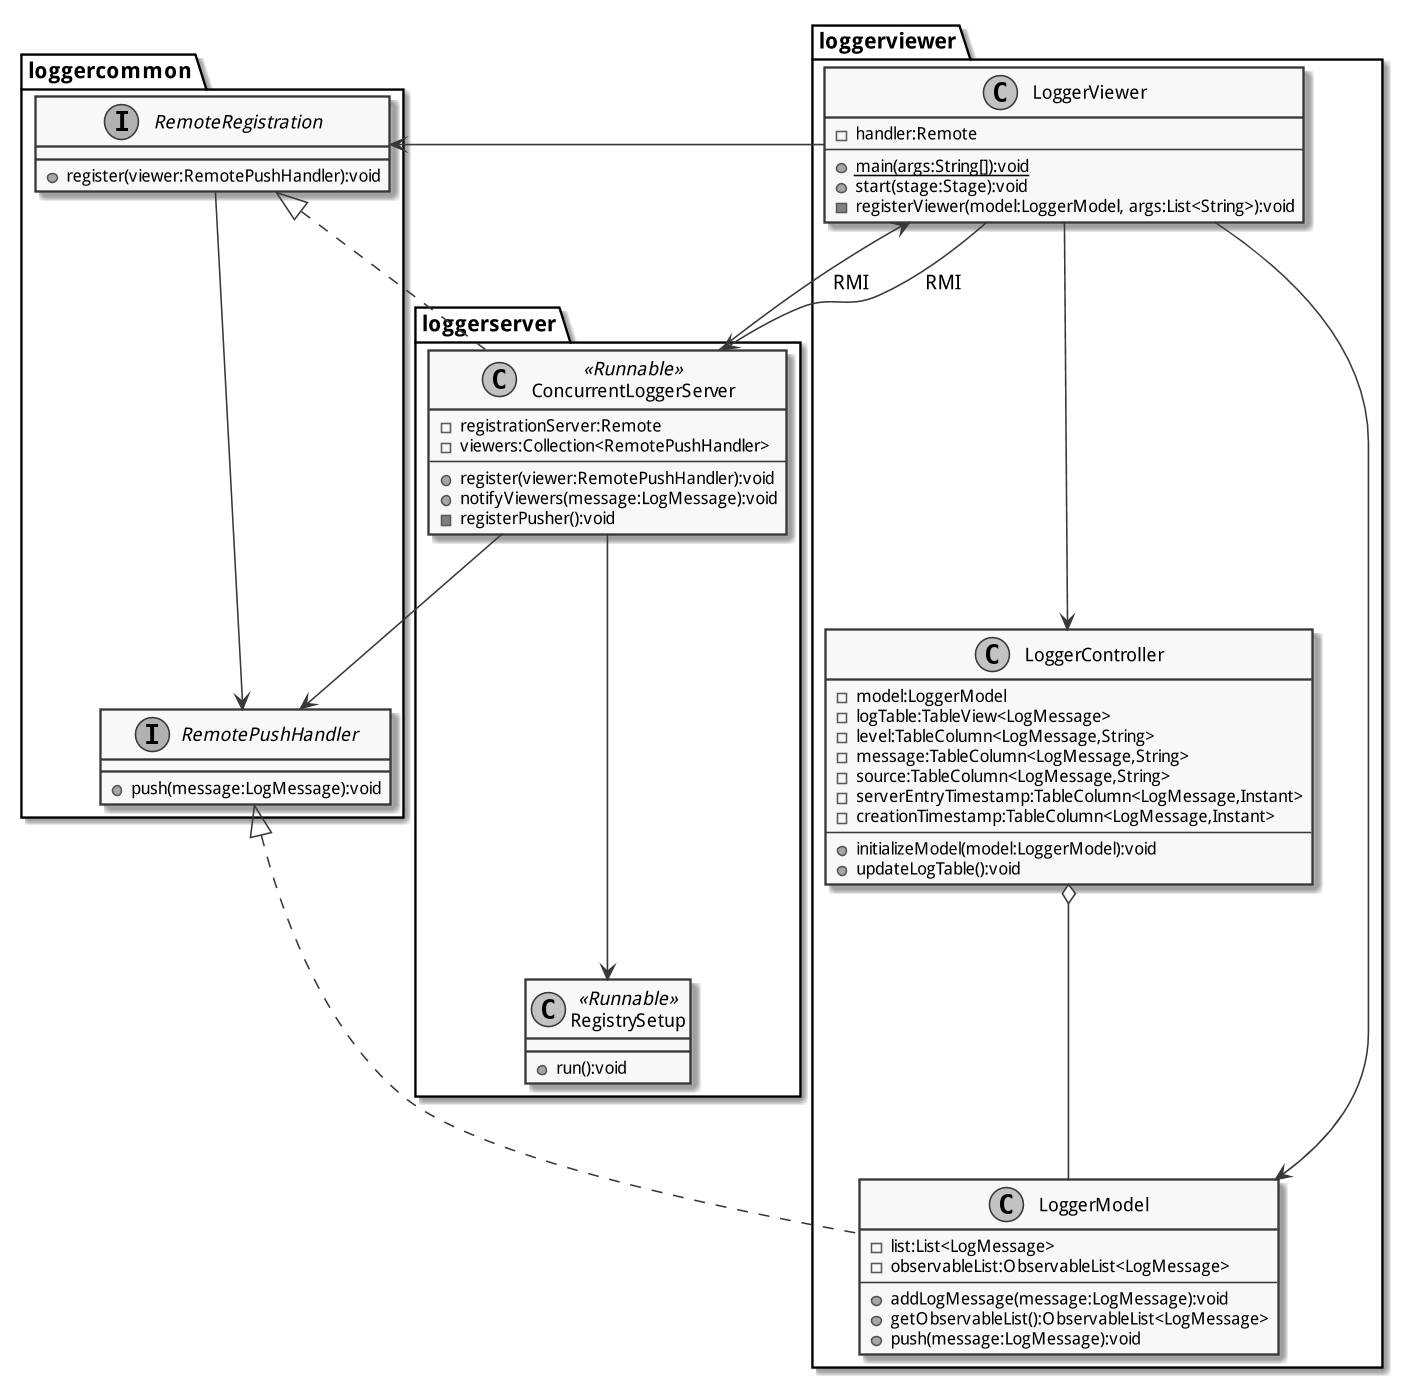 loggercommon
I
RemoteRegistration
register(viewer:RemotePushHandler):void
loggerviewer
C
LoggerViewer
handler:Remote
main(args:String[]):void
start(stage:Stage):void
registerViewer(model:LoggerModel, args:List<String>):void
RMI
RMI
loggerserver
C
«Runnable»
ConcurrentLoggerServer
registrationServer:Remote
viewers:Collection<RemotePushHandler>
register(viewer:RemotePushHandler):void
notifyViewers(message:LogMessage):void
registerPusher():void
C
LoggerController
model:LoggerModel
logTable:TableView<LogMessage>
level:TableColumn<LogMessage,String>
message:TableColumn<LogMessage,String>
source:TableColumn<LogMessage,String>
serverEntryTimestamp:TableColumn<LogMessage,Instant>
creationTimestamp:TableColumn<LogMessage,Instant>
initializeModel(model:LoggerModel):void
updateLogTable():void
I
RemotePushHandler
push(message:LogMessage):void
C
«Runnable»
RegistrySetup
run():void
C
LoggerModel
list:List<LogMessage>
observableList:ObservableList<LogMessage>
addLogMessage(message:LogMessage):void
getObservableList():ObservableList<LogMessage>
push(message:LogMessage):void